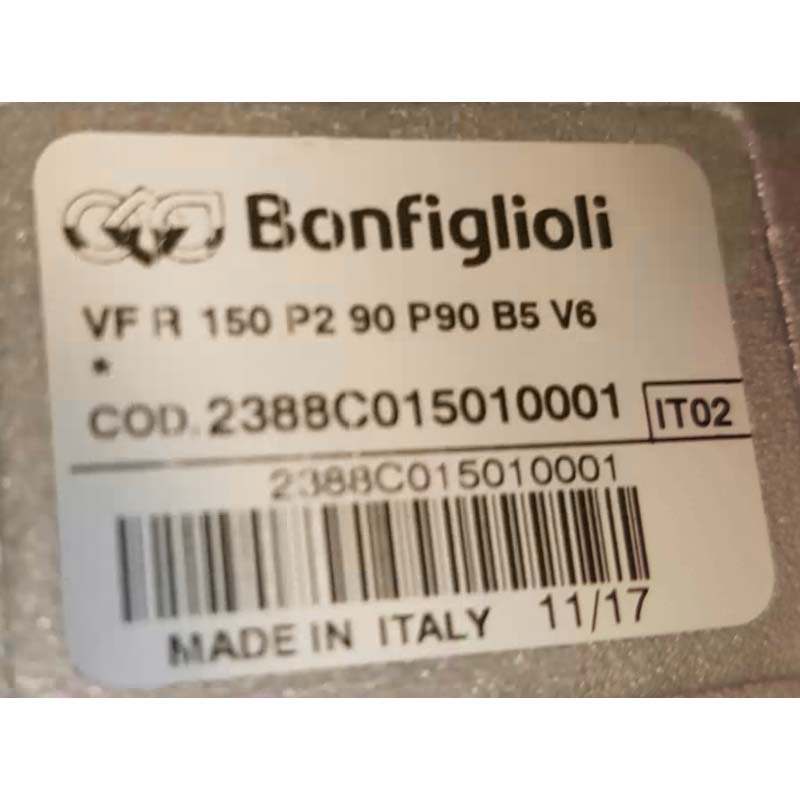 Bonfiglioli
VF R 150 P2 90 P90 B5 V6
*
COD. 2388C015010001 IT02
2388C015010001
MADE IN ITALY 11/17